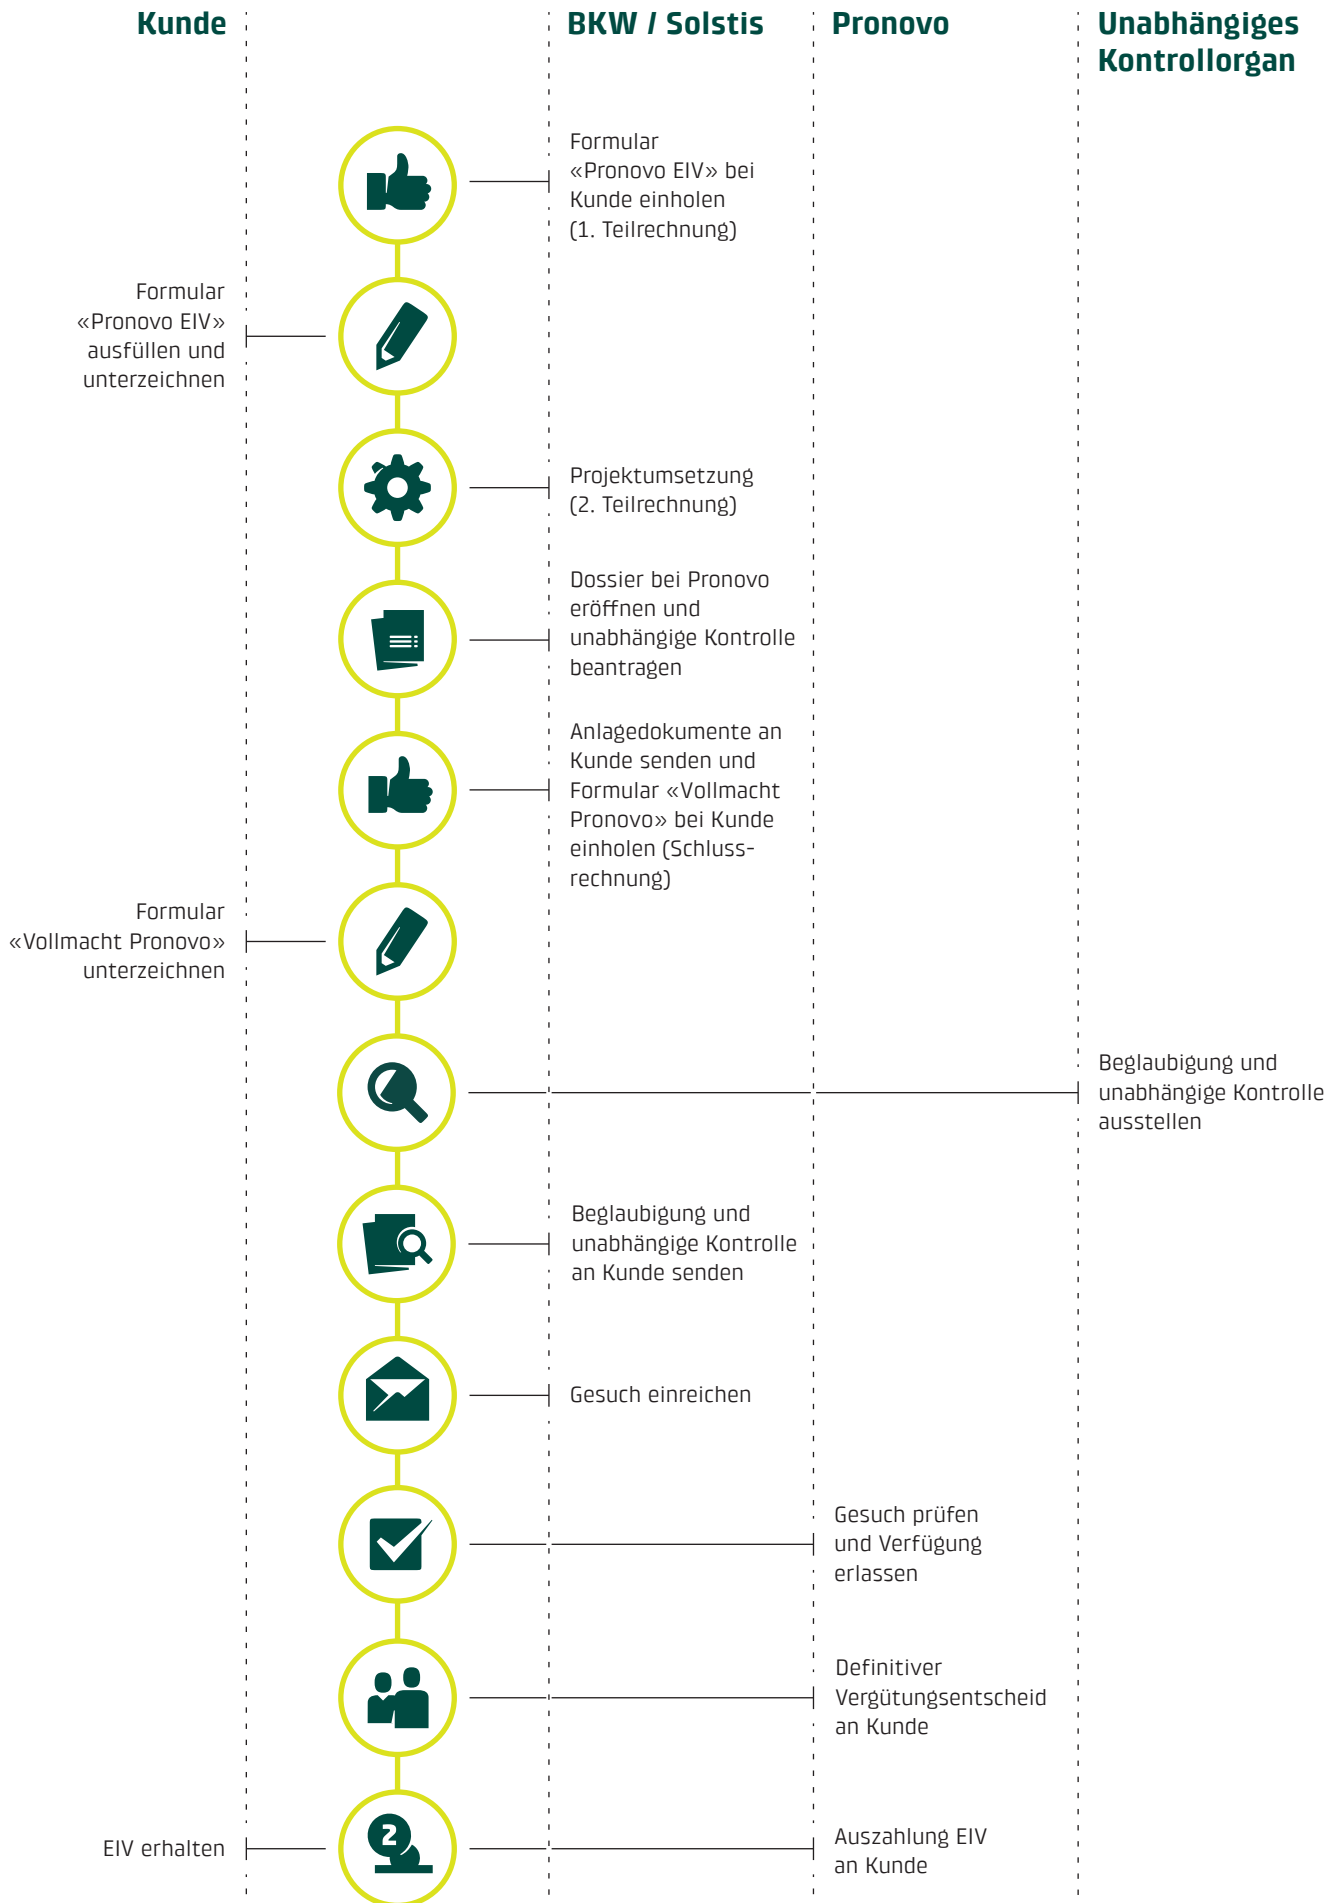 Kunde
BKW / Solstis
Pronovo
Unabhängiges
Kontrollorgan
Formular
«Pronovo EIV» bei
Kunde einholen
(1. Teilrechnung)
Formular
«Pronovo EIV»
ausfüllen und
unterzeichnen
Projektumsetzung
(2. Teilrechnung)
Dossier bei Pronovo
eröffnen und
unabhängige Kontrolle
beantragen
Anlagedokumente an
Kunde senden und
Formular «Vollmacht
Pronovo» bei Kunde
einholen (Schluss-
rechnung)
Formular
«Vollmacht Pronovo»
unterzeichnen
Beglaubigung und
unabhängige Kontrolle
ausstellen
Beglaubigung und
unabhängige Kontrolle
an Kunde senden
Gesuch einreichen
Gesuch prüfen
und Verfügung
erlassen
Definitiver
Vergütungsentscheid
an Kunde
EIV erhalten
2
Auszahlung EIV
an Kunde